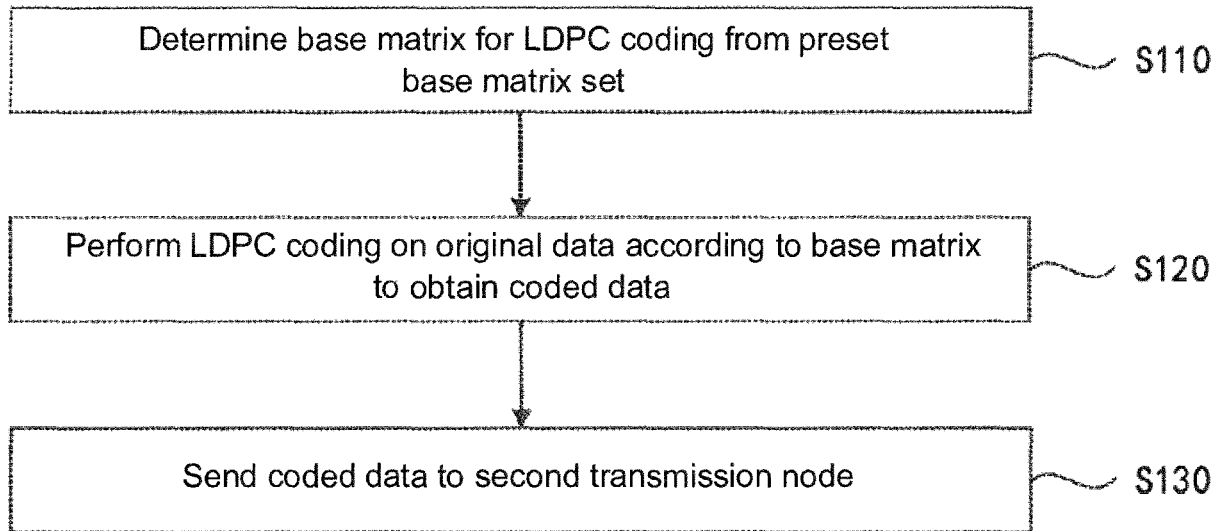 Determine base matrix for LDPC coding from preset
base matrix set
S110
Perform LDPC coding on original data according to base matrix
to obtain coded data
S120
Send coded data to second transmission node
S130